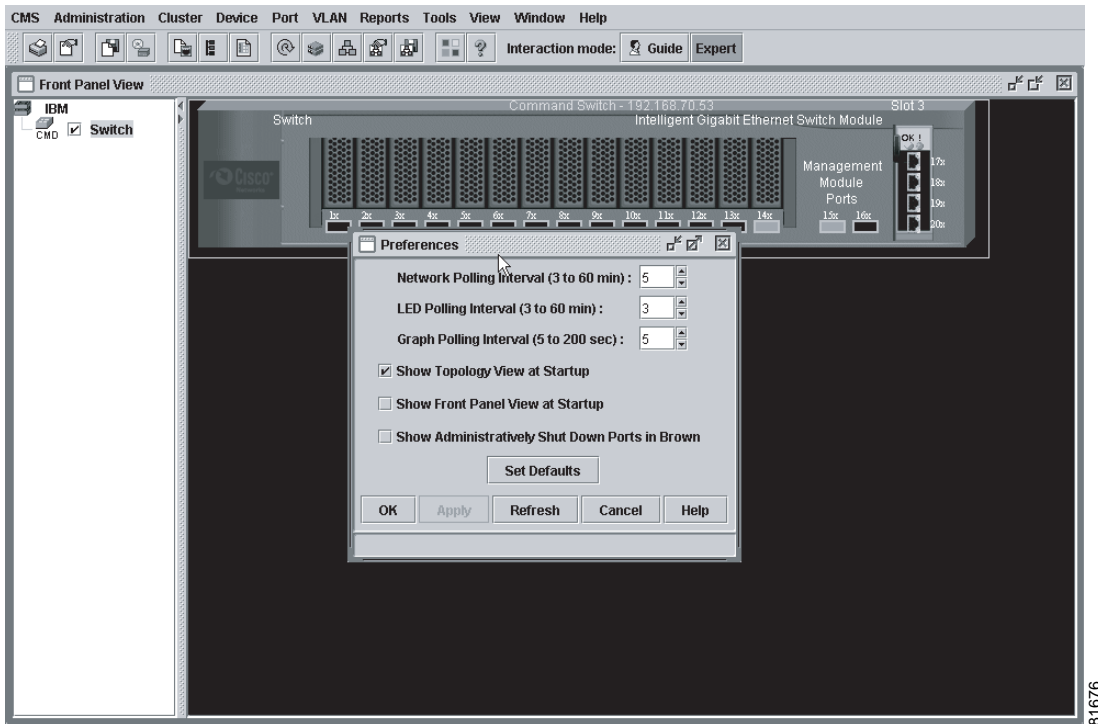 CMS Administration Cluster Device Port VLAN Reports Tools View Window Help
Interaction mode: Guide Expert
Front Panel View
IBM
CMD Switch
Command Switch - 192.168.70.53 Slot 3
Switch Intelligent Gigabit Ethernet Switch Module
OK !
CISCO
Management
Module
Ports
17x
18x
19x
20x
1x 2x 3x 4x 5x 6x 7x 8x 9x 10x 11x 12x 13x 14x 15x 16x
Preferences
Network Polling Interval (3 to 60 min) : 5
LED Polling Interval (3 to 60 min) : 3
Graph Polling Interval (5 to 200 sec) : 5
Show Topology View at Startup
Show Front Panel View at Startup
Show Administratively Shut Down Ports in Brown
Set Defaults
OK Apply Refresh Cancel Help
81676